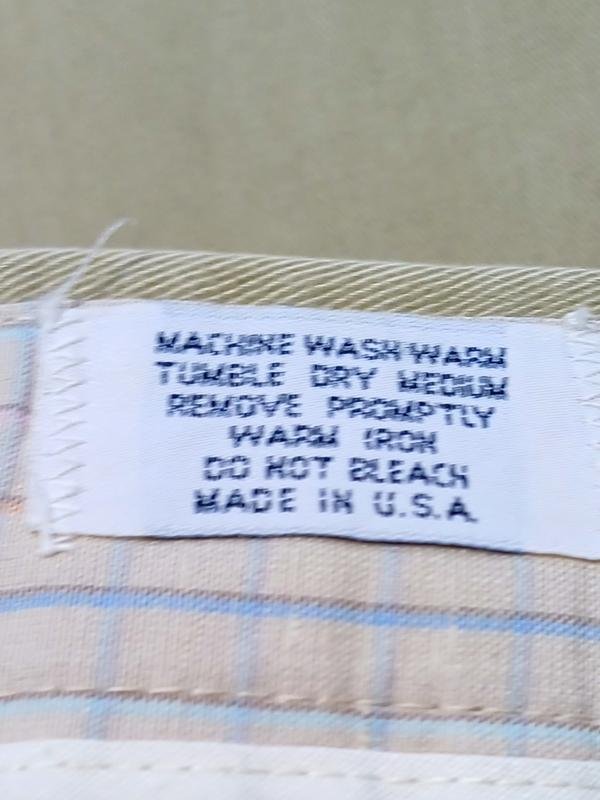 MACHINE WASH WARM
TUMBLE DRY MEDIUM
REMOVE PROMPTLY
WARM IRON
DO NOT BLEACH
MADE IN U.S.A.